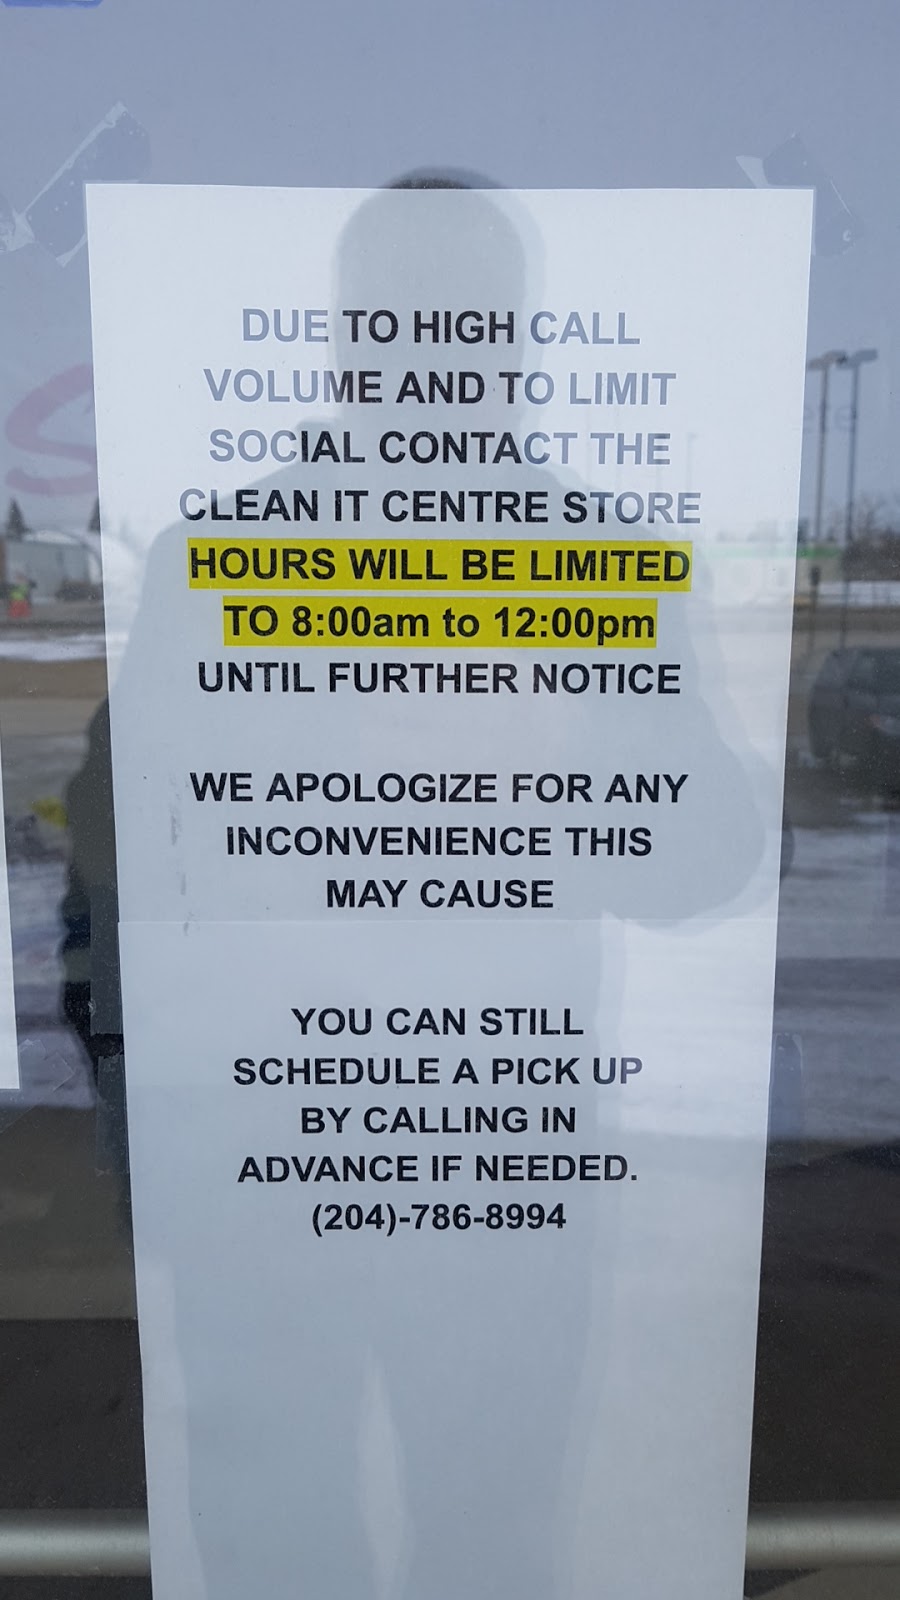 DUE TO HIGH CALL
VOLUME AND TO LIMIT
SOCIAL CONTACT THE
CLEAN IT CENTRE STORE
HOURS WILL BE LIMITED
TO 8:00am to 12:00pm
UNTIL FURTHER NOTICE
WE APOLOGIZE FOR ANY
INCONVENIENCE THIS
MAY CAUSE
YOU CAN STILL
SCHEDULE A PICK UP
BY CALLING IN
ADVANCE IF NEEDED.
(204)-786-8994